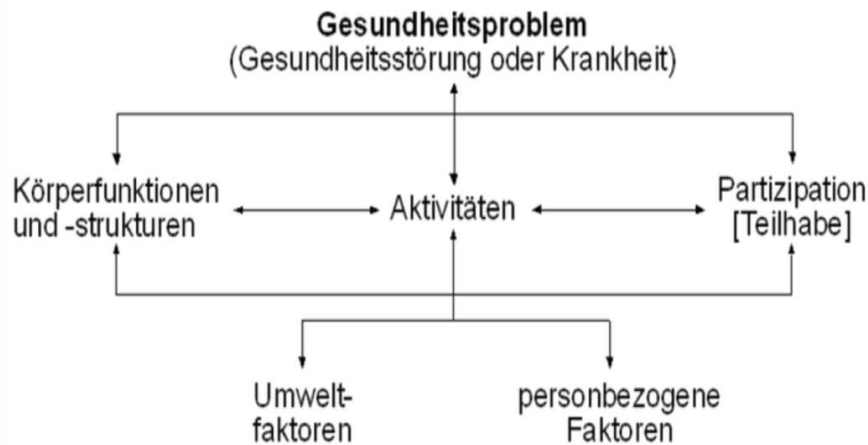 Gesundheitsproblem
(Gesundheitsstörung oder Krankheit)
Körperfunktionen
und -strukturen
Aktivitäten
Partizipation
[Teilhabe]
Umwelt-
faktoren
personbezogene
Faktoren